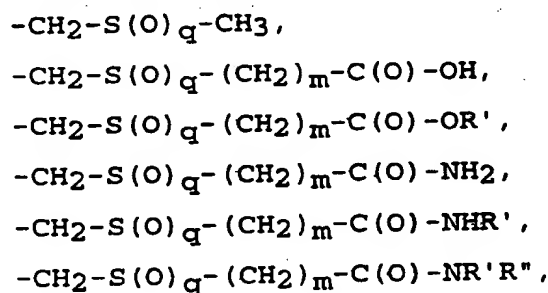 -CH2-S(O)q-CH3,
-CH2-S(O)q-(CH2)m-C(O)-OH,
-CH2-S(O)q-(CH2)m-C(O)-OR',
-CH2-S(O)q-(CH2)m-C(O)-NH2,
-CH2-S(O)q-(CH2)m-C(O)-NHR',
-CH2-S(O)q-(CH2)m-C(O)-NR'R",